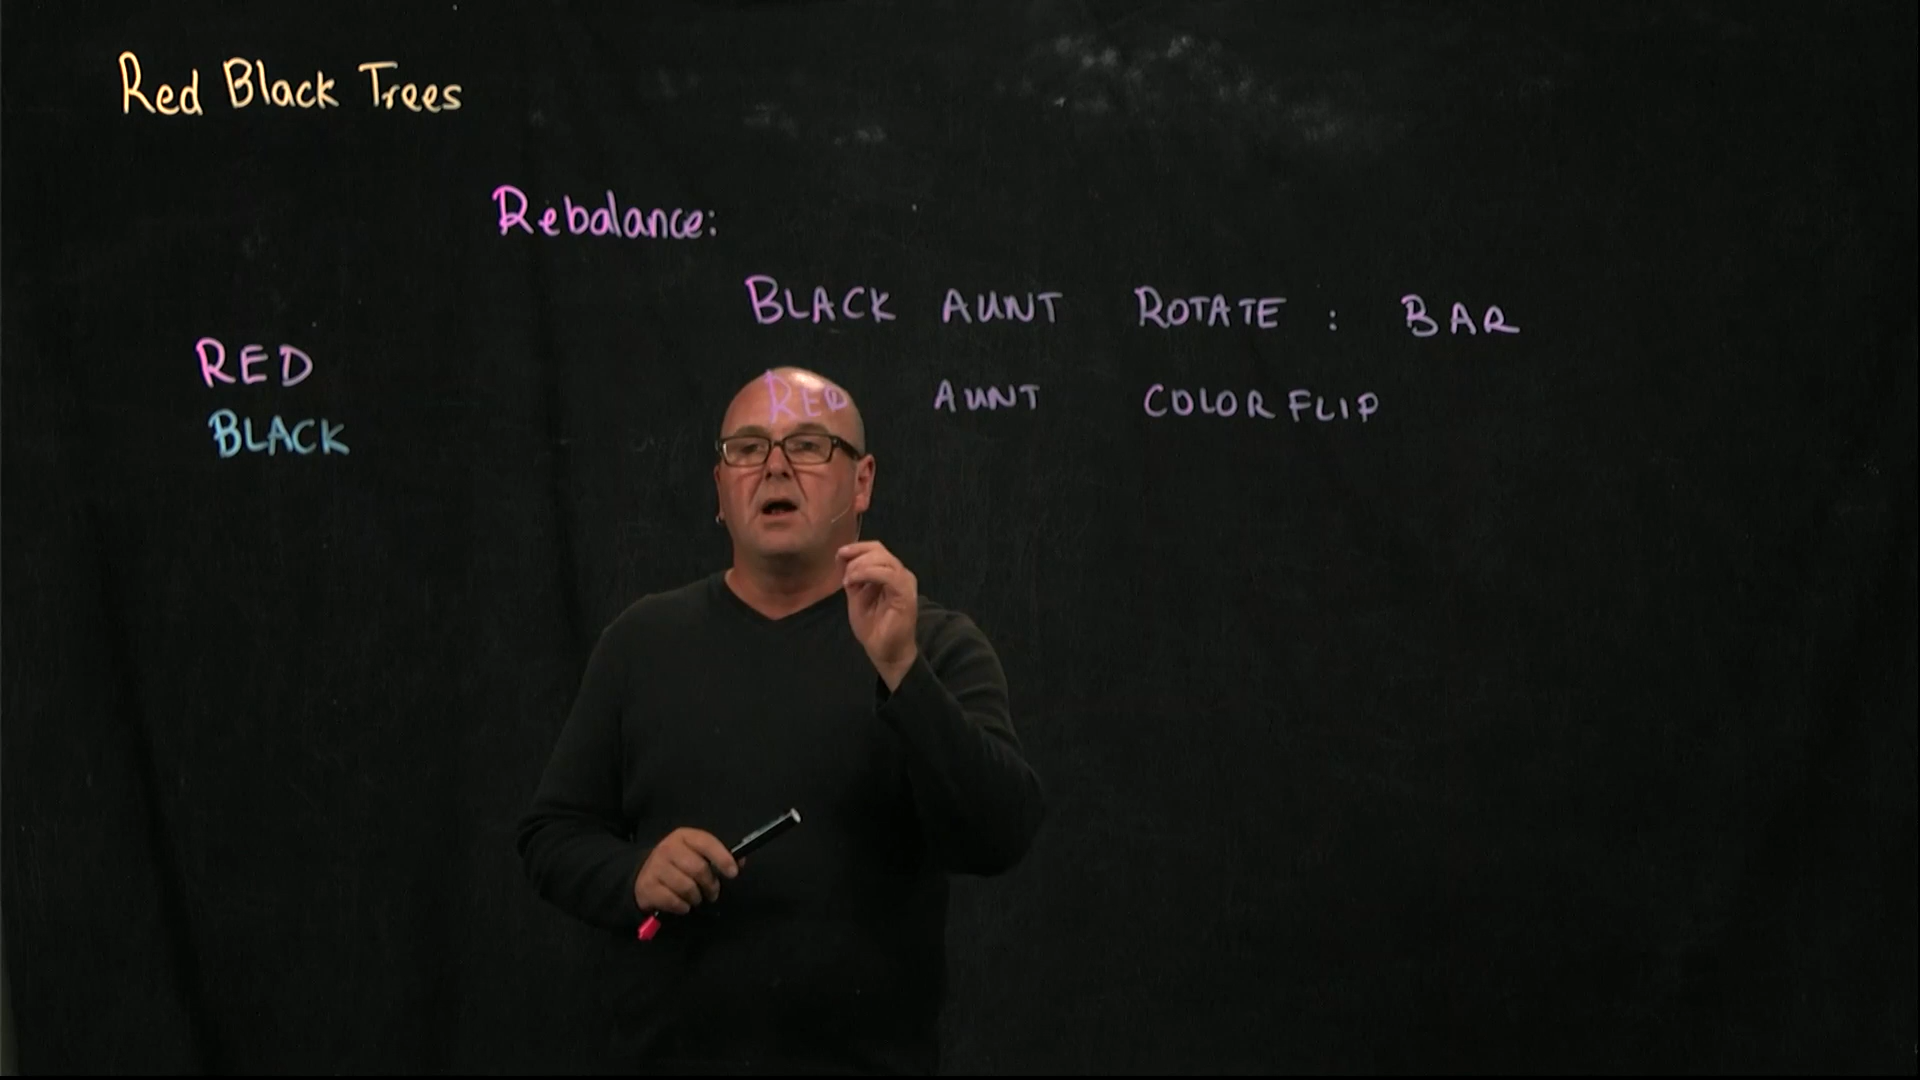 Red Black Trees
Rebalance:
BLACK AUNT ROTATE : BAR
RED AUNT COLOR FLIP
RED
BLACK